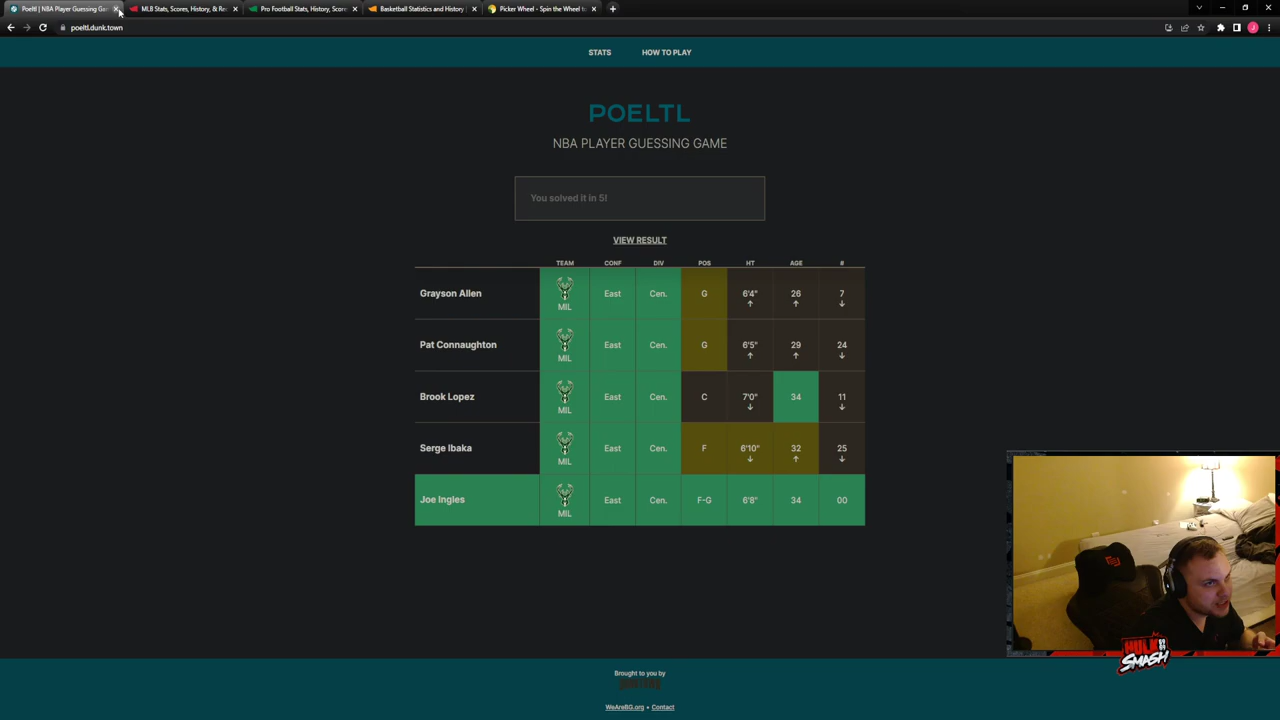 Poeltl | NBA Player Guessing Ga
MLB Stats, Scores, History, & Re
Pro Football Stats, History, Score
Basketball Statistics and History
Picker Wheel - Spin the Wheel t
poeltl.dunk.town
STATS
HOW TO PLAY
POELTL
NBA PLAYER GUESSING GAME
You solved it in 5!
VIEW RESULT
TEAM CONF DIV POS HT AGE #
Grayson Allen MIL East Cen. G 6'4" ↑ 26 ↑ 7 ↓
Pat Connaughton MIL East Cen. G 6'5" ↑ 29 ↑ 24 ↓
Brook Lopez MIL East Cen. C 7'0" ↓ 34 11 ↓
Serge Ibaka MIL East Cen. F 6'10" ↓ 32 ↑ 25 ↓
Joe Ingles MIL East Cen. F-G 6'8" 34 00
HULK
SMASH
Brought to you by
WeAreBG.org • Contact